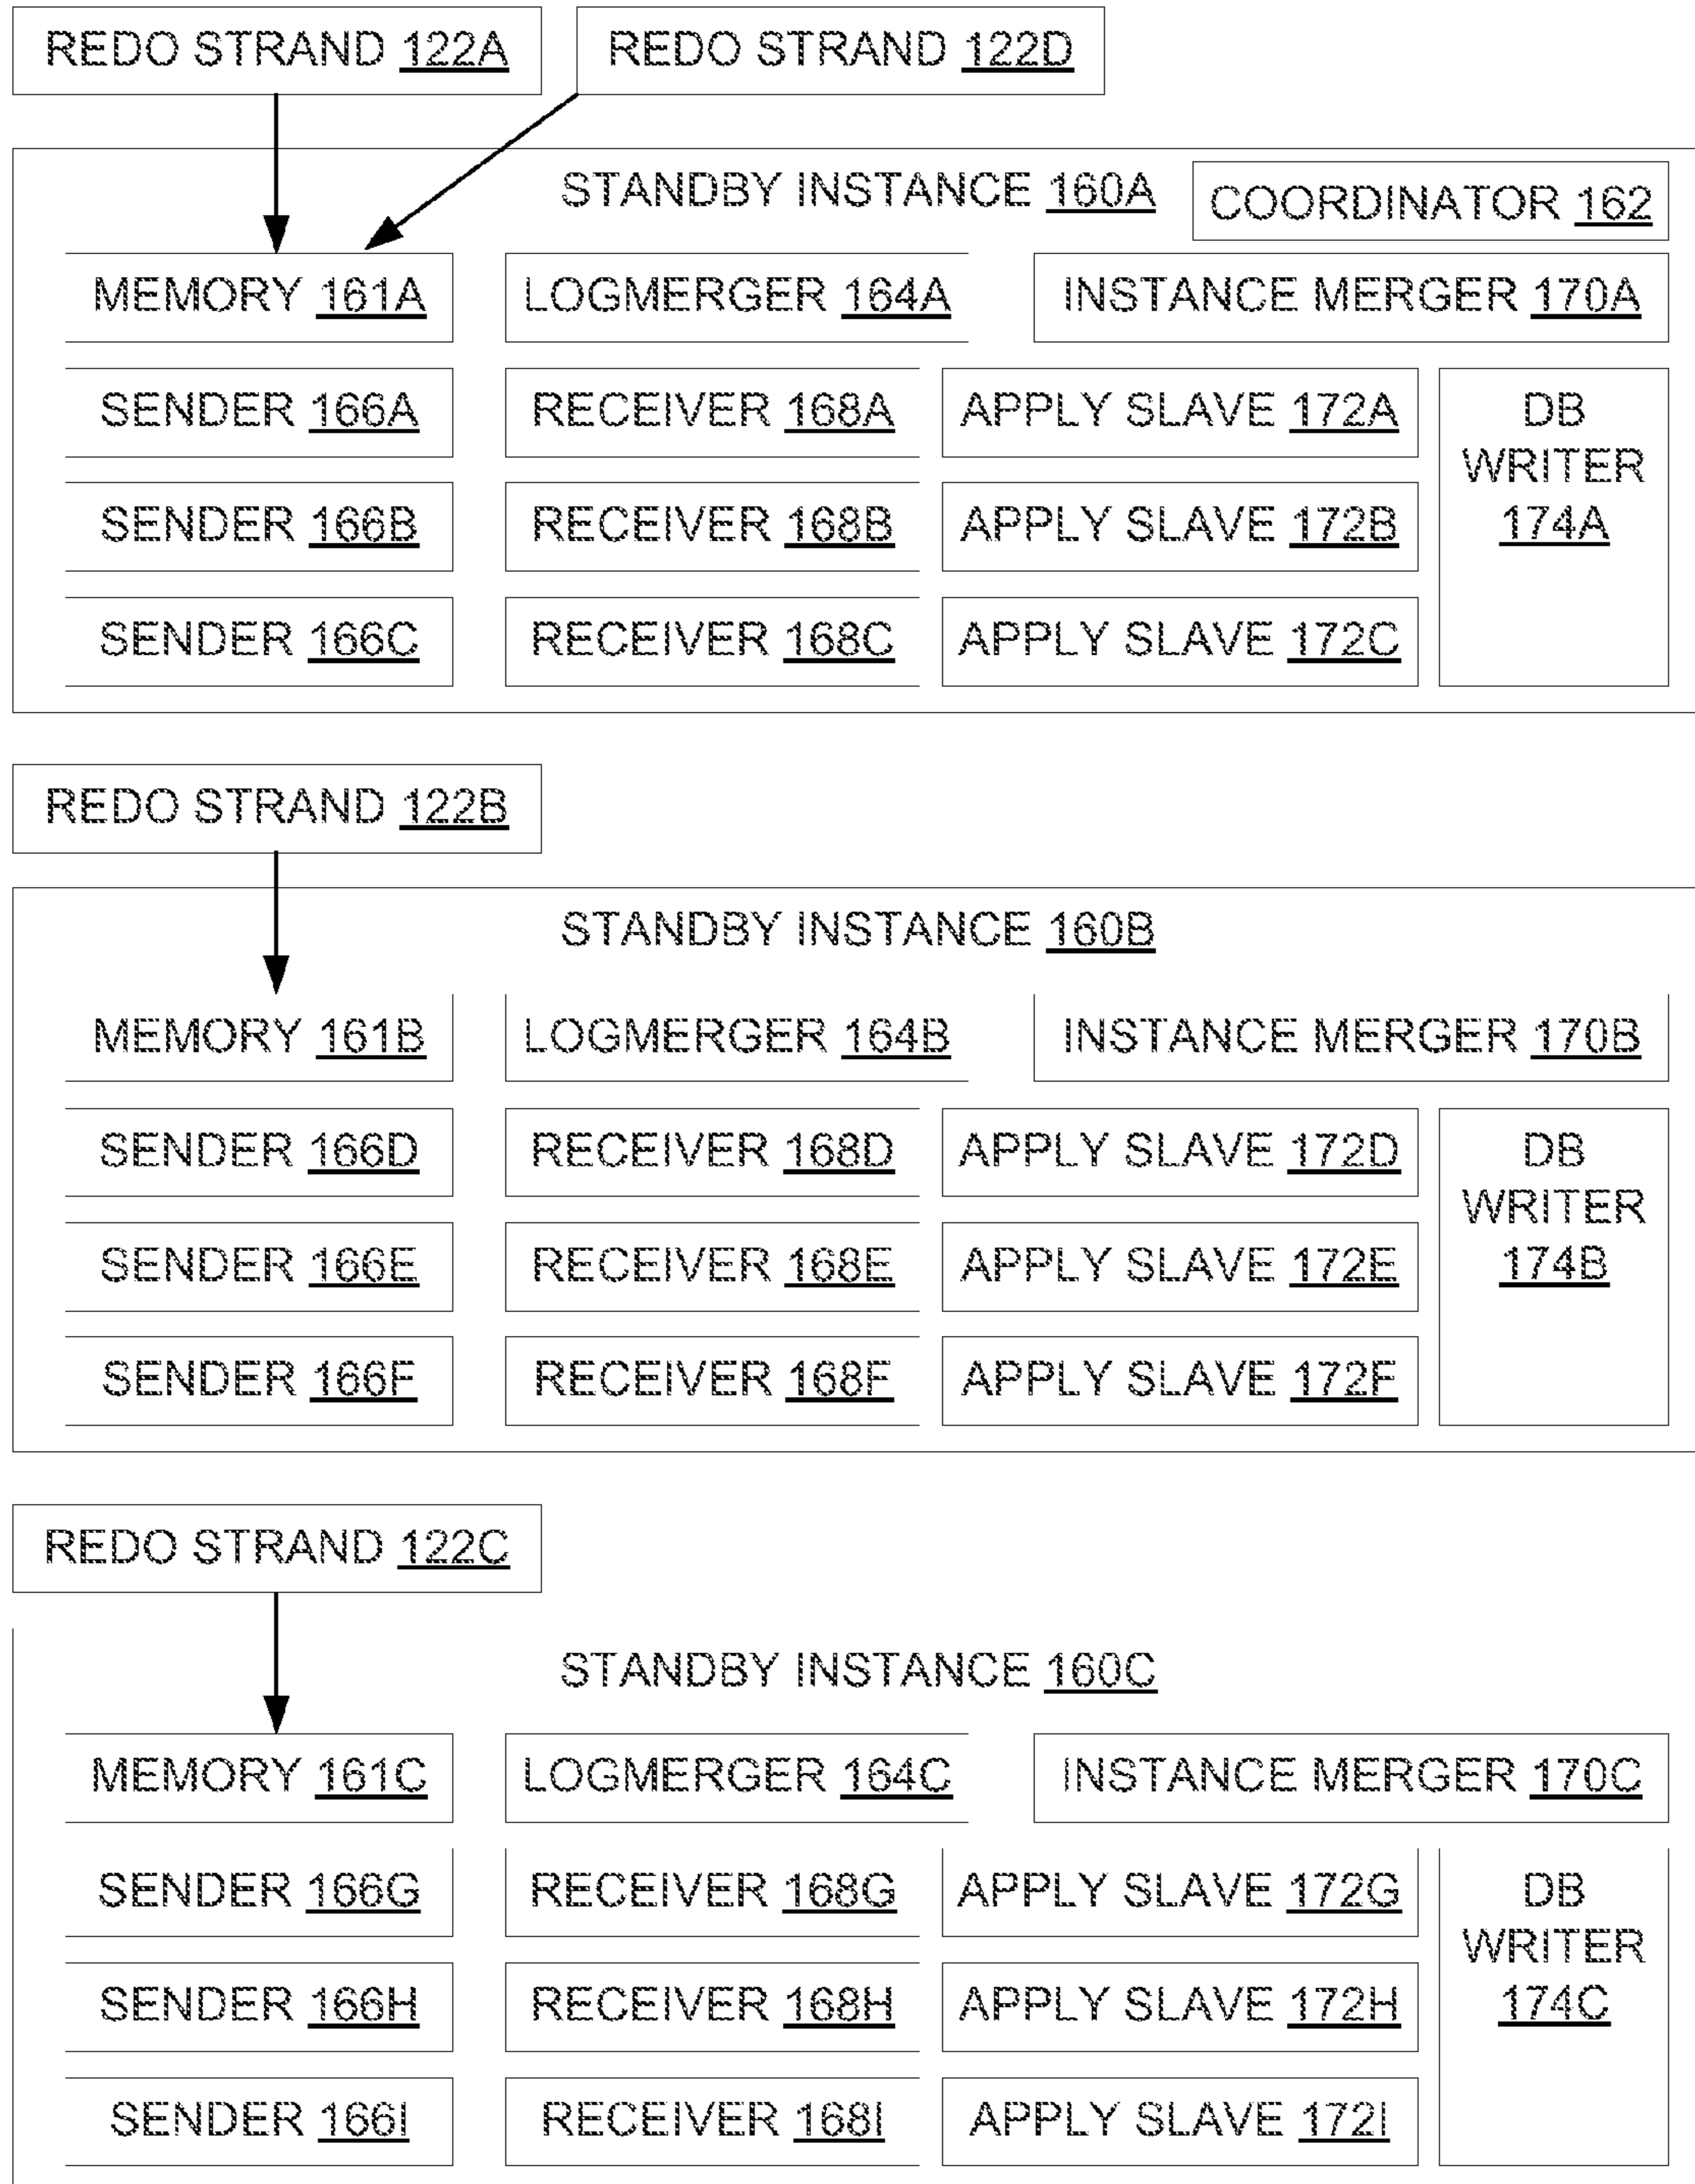 REDO STRAND 122A REDO STRAND 122D
STANDBY INSTANCE 160A COORDINATOR 162
MEMORY 161A LOGMERGER 164A INSTANCE MERGER 170A
SENDER 166A RECEIVER 168A APPLY SLAVE 172A DB
WRITER
174A
SENDER 166B RECEIVER 168B APPLY SLAVE 172B
SENDER 166C RECEIVER 168C APPLY SLAVE 172C
REDO STRAND 122B
STANDBY INSTANCE 160B
MEMORY 161B LOGMERGER 164B INSTANCE MERGER 170B
SENDER 166D RECEIVER 168D APPLY SLAVE 172D DB
WRITER
174B
SENDER 166E RECEIVER 168E APPLY SLAVE 172E
SENDER 166F RECEIVER 168F APPLY SLAVE 172F
REDO STRAND 122C
STANDBY INSTANCE 160C
MEMORY 161C LOGMERGER 164C INSTANCE MERGER 170C
SENDER 166G RECEIVER 168G APPLY SLAVE 172G DB
WRITER
174C
SENDER 166H RECEIVER 168H APPLY SLAVE 172H
SENDER 166I RECEIVER 168I APPLY SLAVE 172I